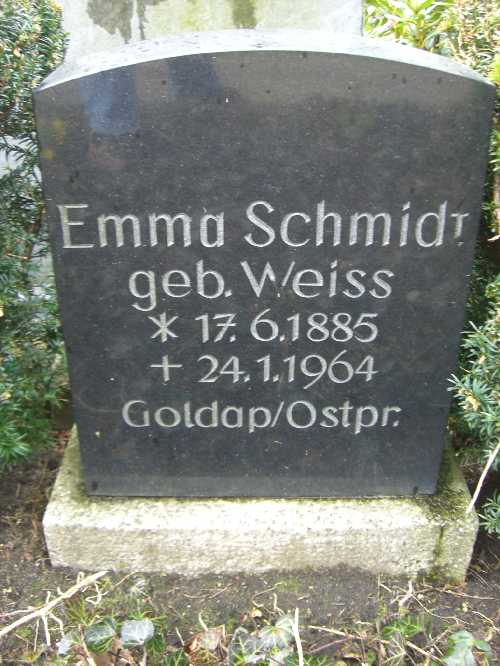 Emma Schmidt
geb. Weiss
* 17. 6. 1885
+ 24. 1. 1964
Goldap/Ostpr.